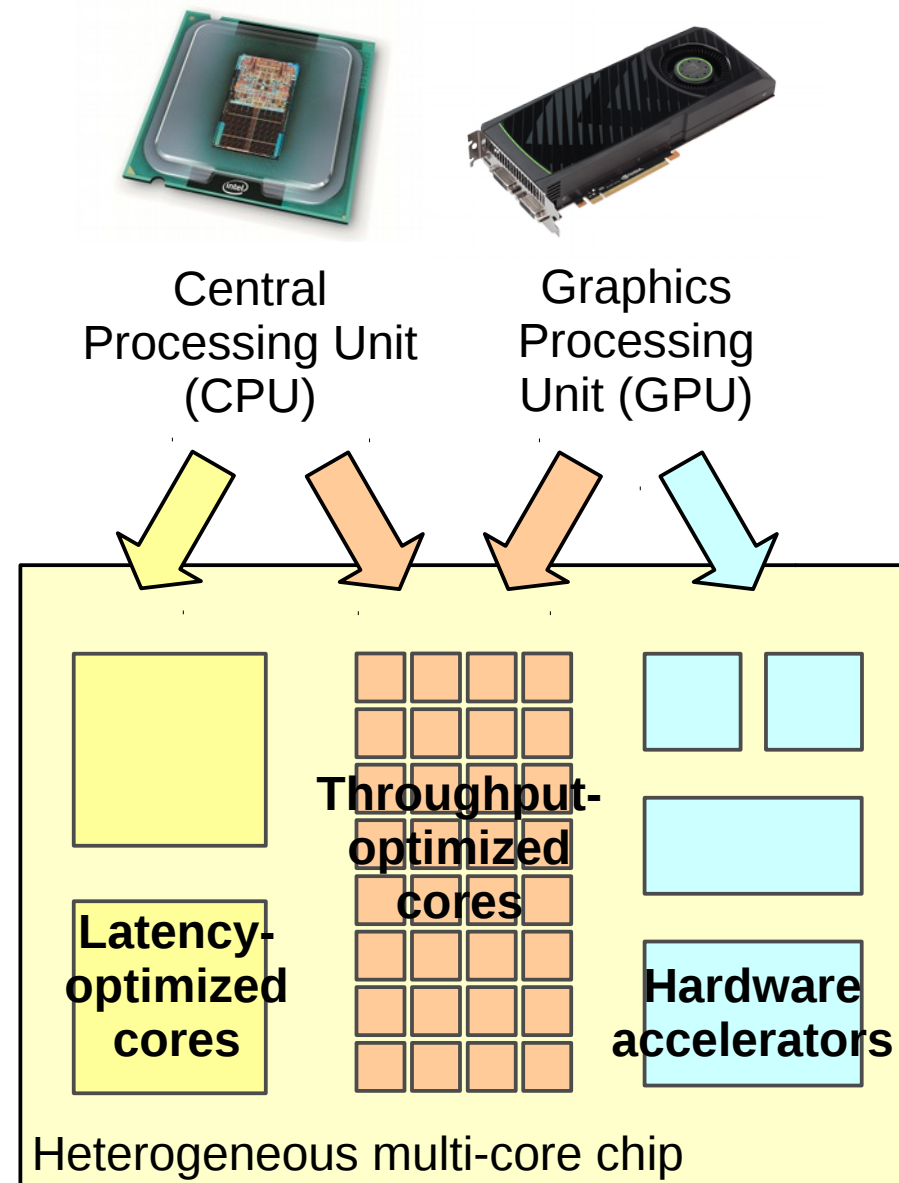 intel
Central
Processing Unit
(CPU)
Graphics
Processing
Unit (GPU)
Throughput-
optimized
cores
Latency-
optimized
cores
Hardware
accelerators
Heterogeneous multi-core chip